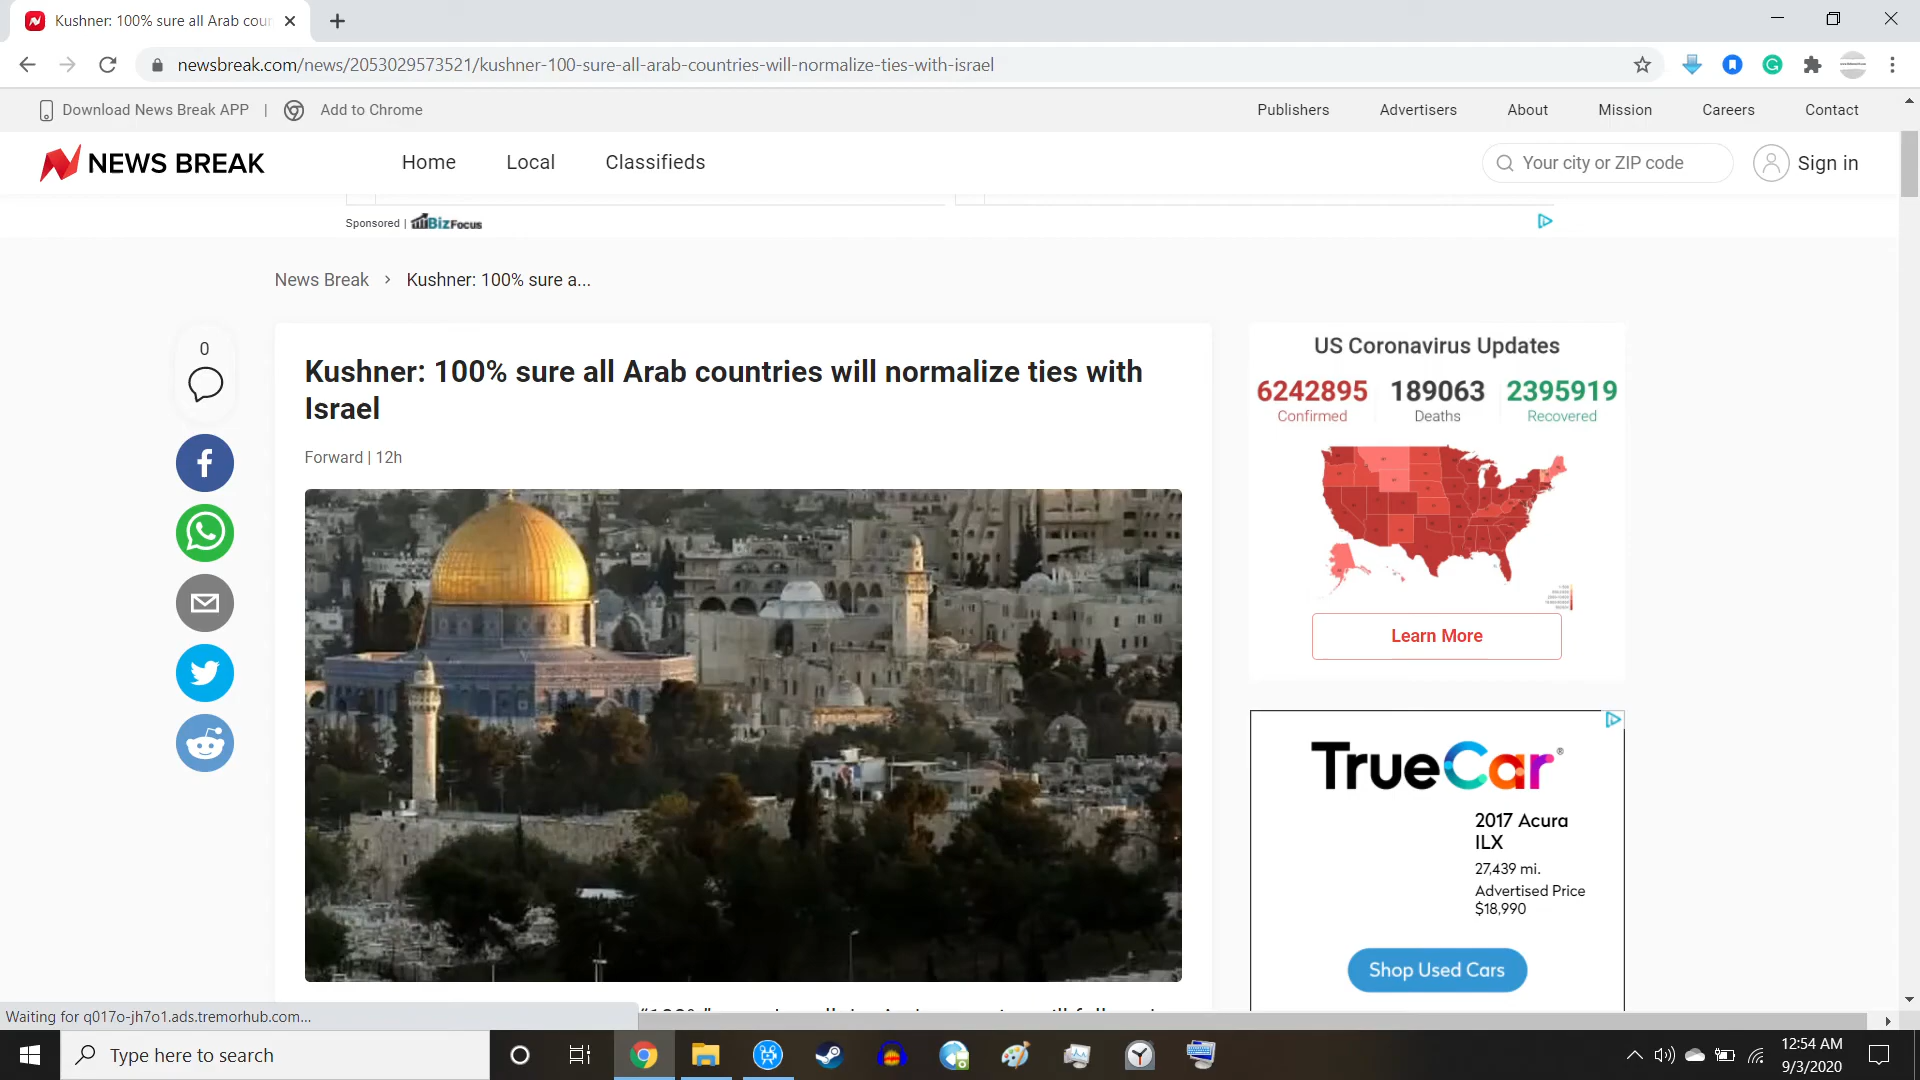 Kushner: 100% sure all Arab cour
newsbreak.com/news/2053029573521/kushner-100-sure-all-arab-countries-will-normalize-ties-with-israel
Download News Break APP | Add to Chrome Publishers Advertisers About Mission Careers Contact
NEWS BREAK Home Local Classifieds Your city or ZIP code Sign in
Sponsored | BizFocus
News Break > Kushner: 100% sure a...
0
Kushner: 100% sure all Arab countries will normalize ties with
Israel
Forward | 12h
US Coronavirus Updates
6242895 189063 2395919
Confirmed Deaths Recovered
Learn More
TrueCar®
2017 Acura
ILX
27,439 mi.
Advertised Price
$18,990
Shop Used Cars
Waiting for q017o-jh7o1.ads.tremorhub.com...
Type here to search
12:54 AM
9/3/2020